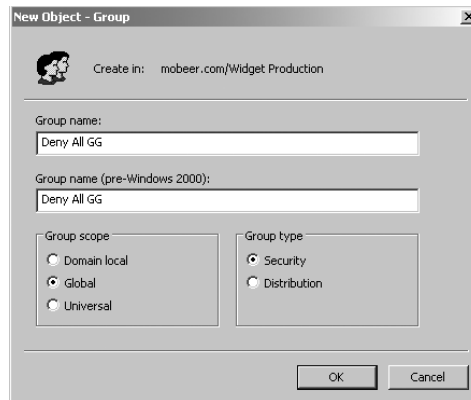 New Object - Group
Create in: mobeer.com/Widget Production
Group name:
Deny All GG
Group name (pre-Windows 2000):
Deny All GG
Group scope
Domain local
Global
Universal
Group type
Security
Distribution
OK Cancel